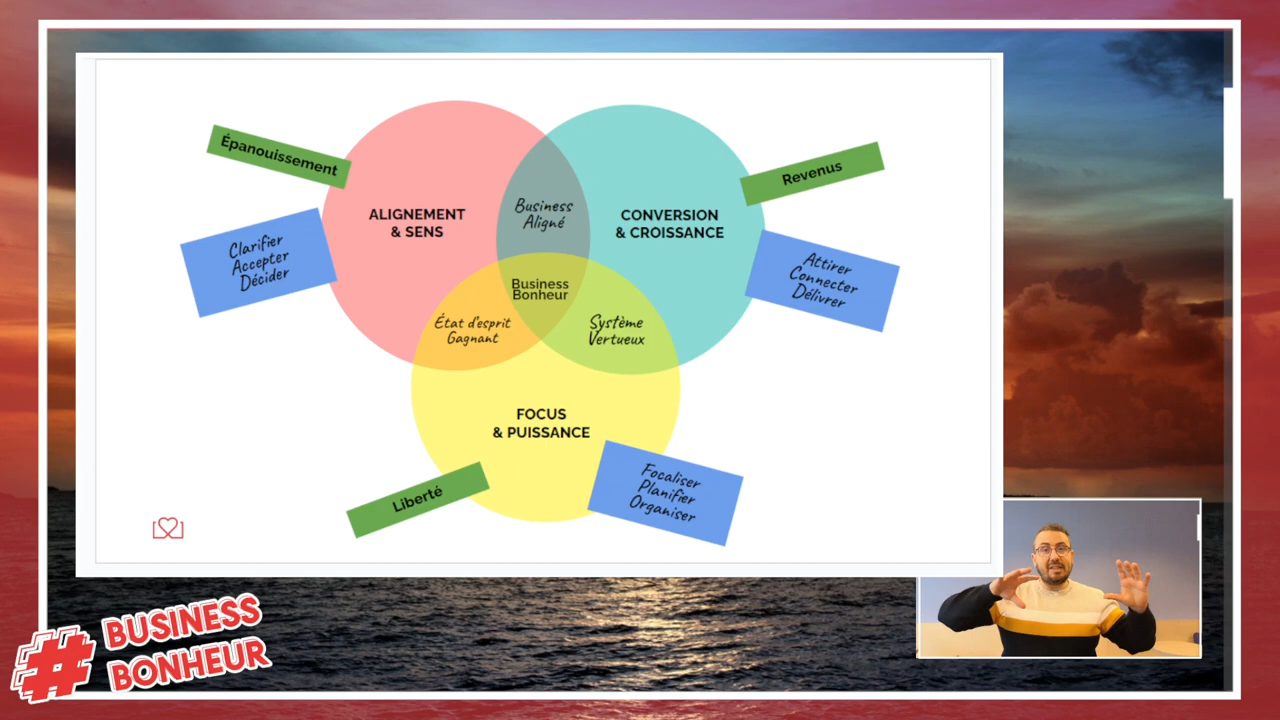 Épanouissement
Revenus
ALIGNEMENT
& SENS
Business
Aligné
CONVERSION
& CROISSANCE
Clarifier
Accepter
Décider
Attirer
Connecter
Délivrer
Business
Bonheur
État d'esprit
Gagnant
Système
Vertueux
FOCUS
& PUISSANCE
Liberté
Focaliser
Planifier
Organiser
# BUSINESS
BONHEUR